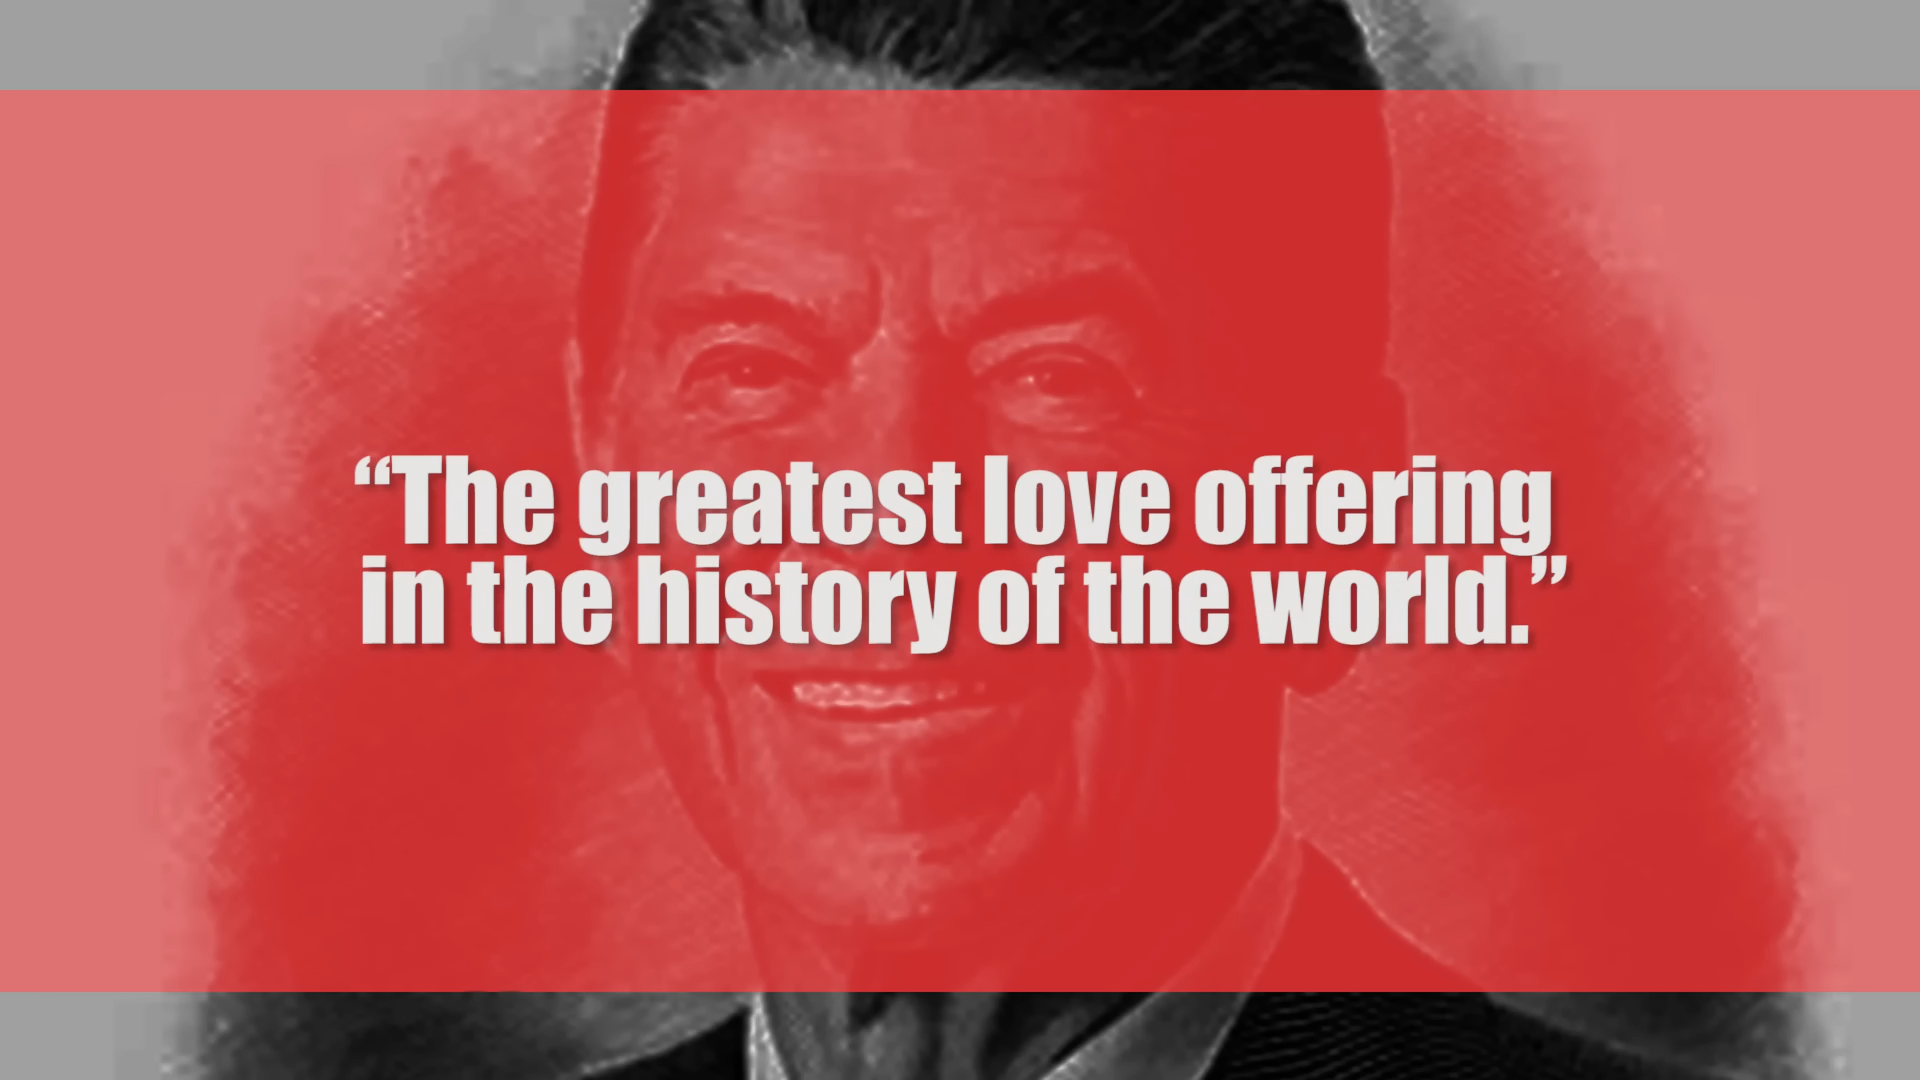 “The greatest love offering
in the history of the world.”